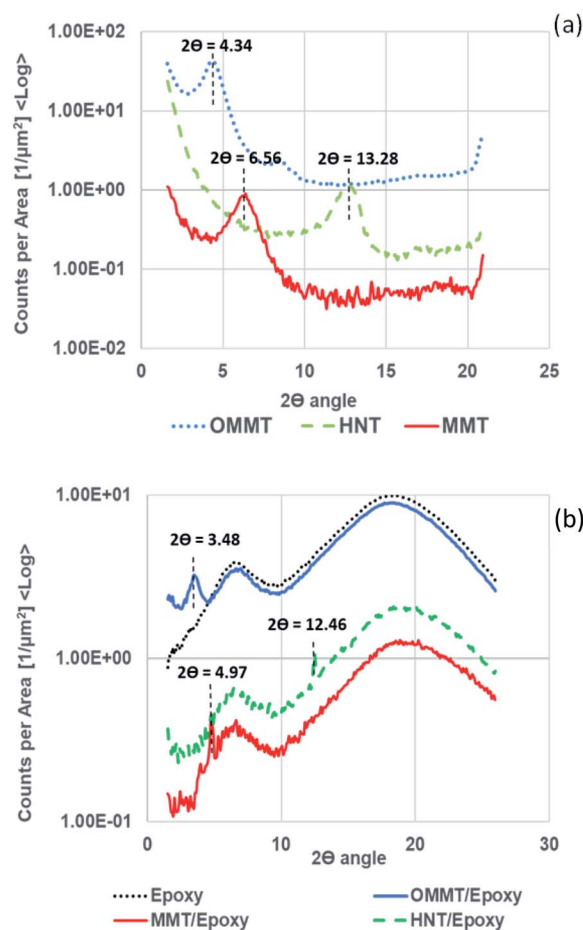 (a)
1.00E+02
1.00E+01
1.00E+00
1.00E-01
1.00E-02
Counts per Area [1/µm²] <Log>
2Θ = 4.34
2Θ = 6.56
2Θ = 13.28
0 5 10 15 20 25
2Θ angle
OMMT HNT MMT
(b)
1.00E+01
1.00E+00
1.00E-01
Counts per Area [1/µm²] <Log>
2Θ = 3.48
2Θ = 12.46
2Θ = 4.97
0 10 20 30
2Θ angle
Epoxy OMMT/Epoxy
MMT/Epoxy HNT/Epoxy